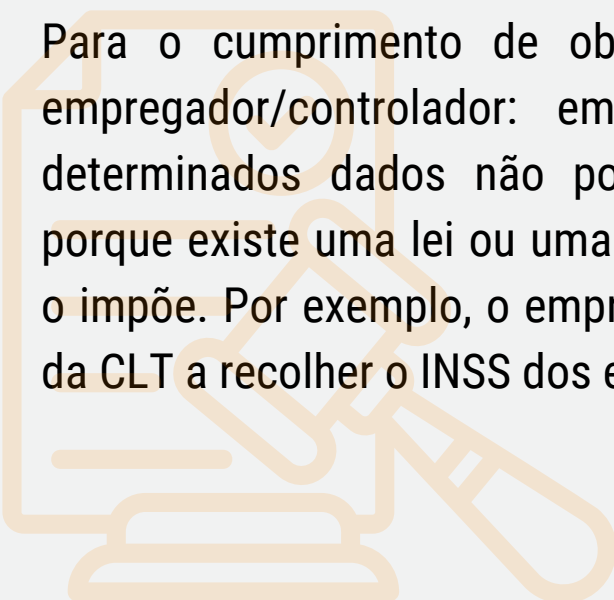 Para o cumprimento de ob
empregador/controlador: em
determinados dados não po
porque existe uma lei ou uma
o impõe. Por exemplo, o empr
da CLT a recolher o INSS dos e